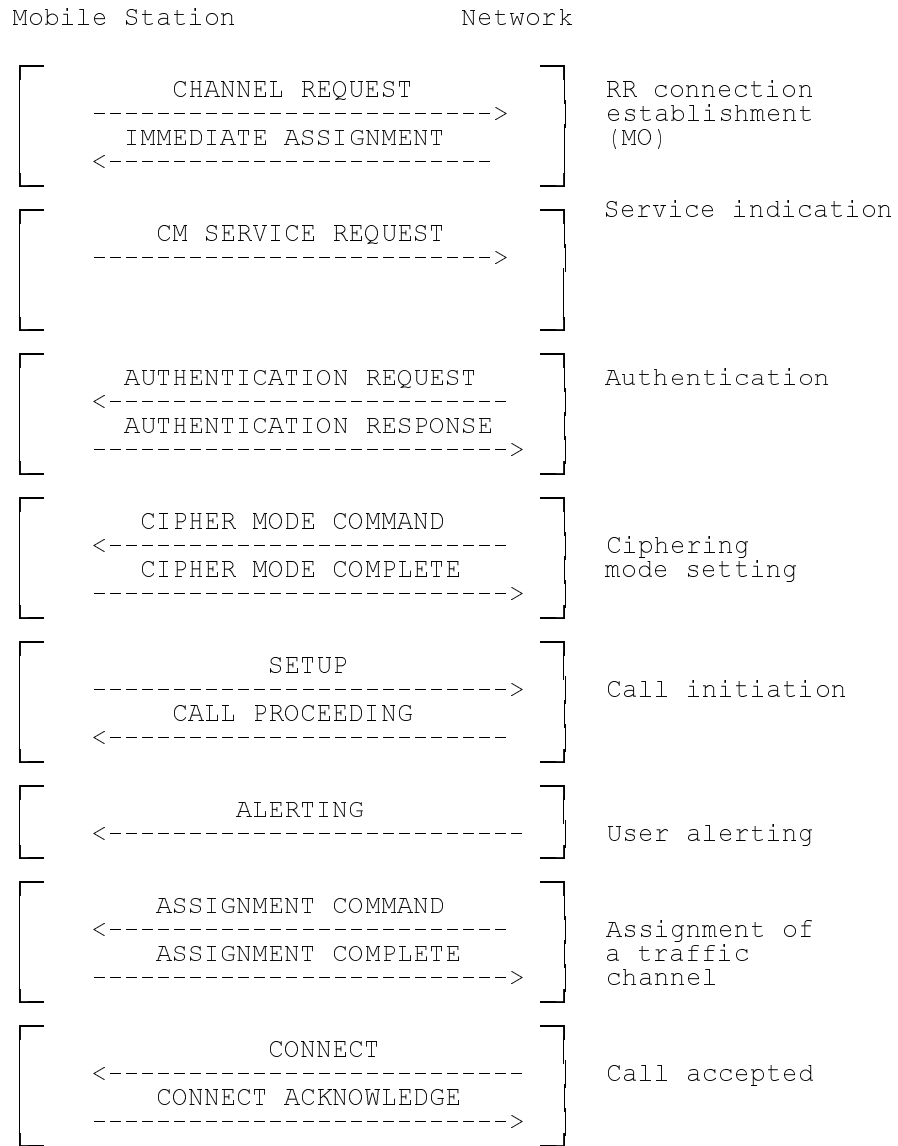 Mobile Station Network
CHANNEL REQUEST RR connection
-------------------------> establishment
IMMEDIATE ASSIGNMENT (MO)
<------------------------
Service indication
CM SERVICE REQUEST
------------------------->
AUTHENTICATION REQUEST Authentication
<-------------------------
AUTHENTICATION RESPONSE
-------------------------->
CIPHER MODE COMMAND
<------------------------- Ciphering
CIPHER MODE COMPLETE mode setting
-------------------------->
SETUP
--------------------------> Call initiation
CALL PROCEEDING
<-------------------------
ALERTING
<-------------------------- User alerting
ASSIGNMENT COMMAND
<------------------------- Assignment of
ASSIGNMENT COMPLETE a traffic
--------------------------> channel
CONNECT
<-------------------------- Call accepted
CONNECT ACKNOWLEDGE
-------------------------->